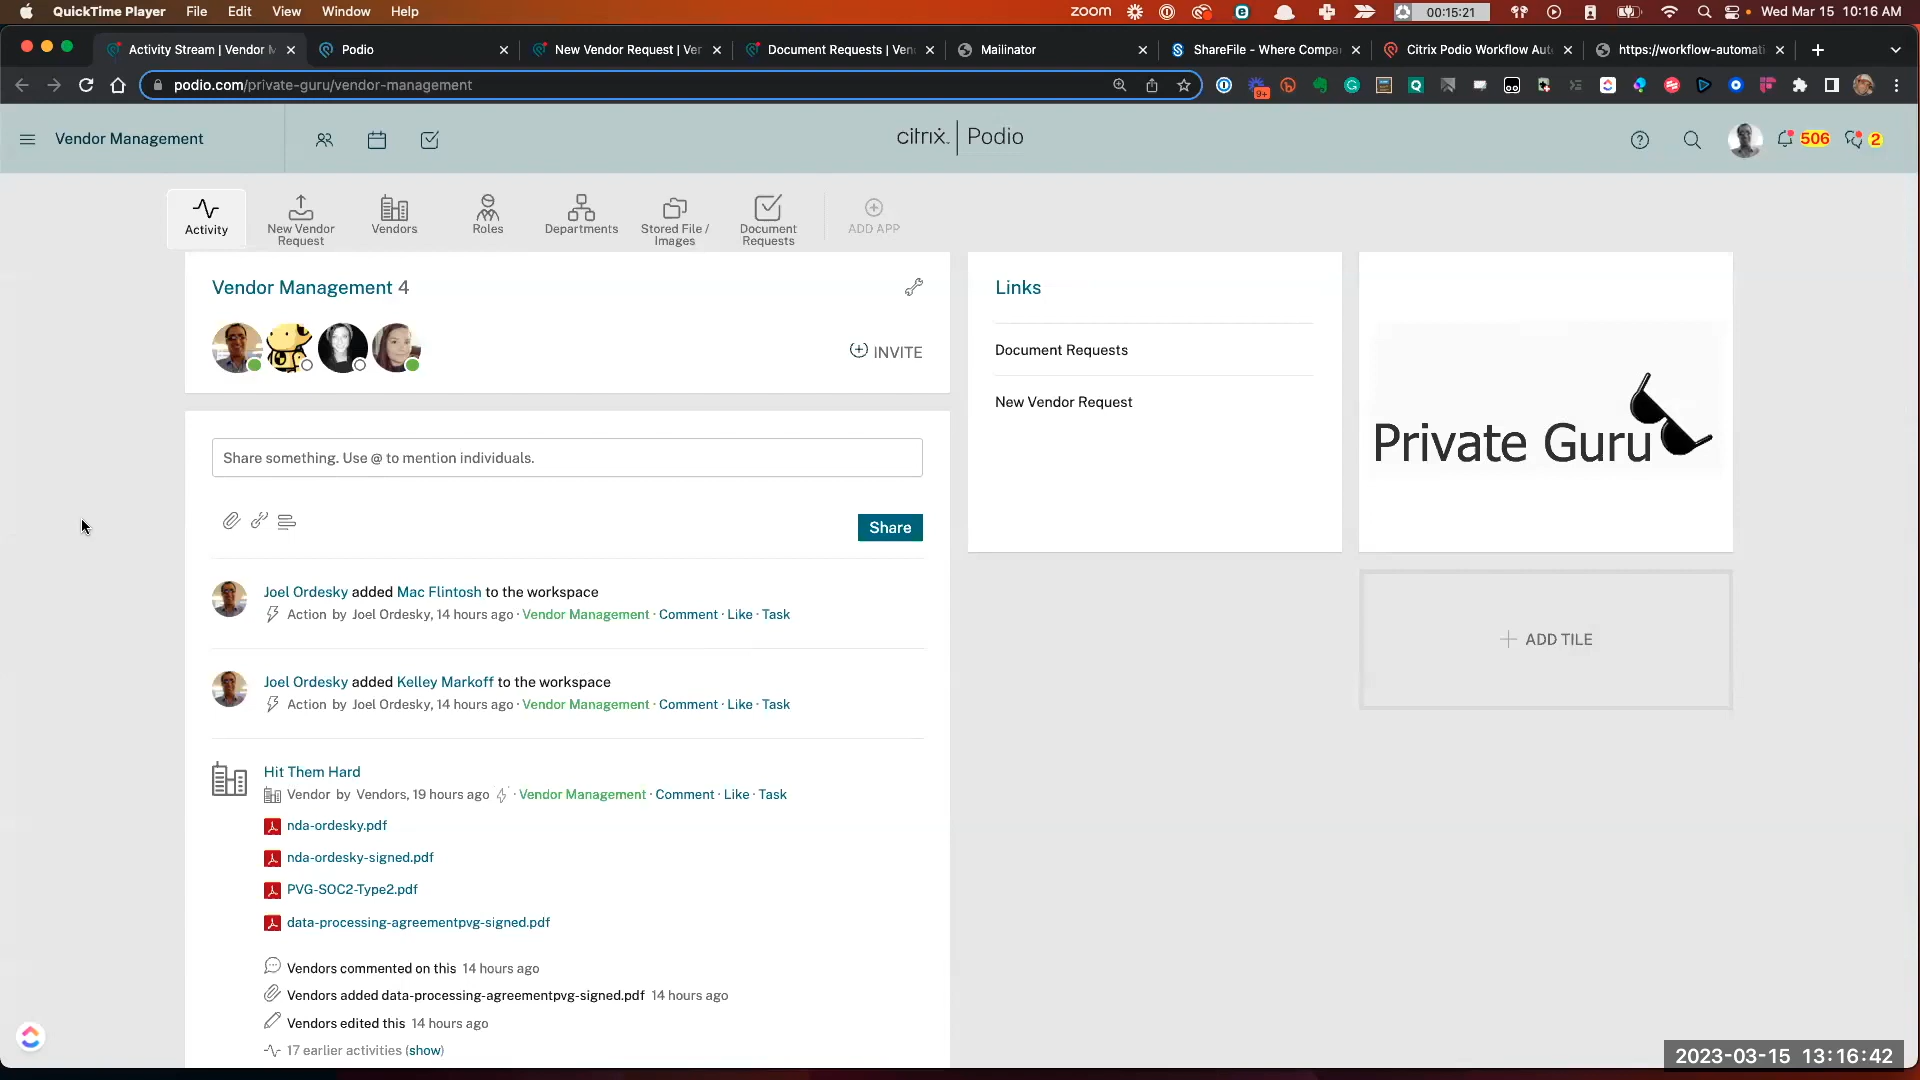 QuickTime Player File Edit View Window Help zoom 00:15:21 Wed Mar 15 10:16 AM
Activity Stream | Vendor M Podio New Vendor Request | Ver Document Requests | Ven Mailinator ShareFile - Where Compa Citrix Podio Workflow Aut https://workflow-automati
podio.com/private-guru/vendor-management 9+
Vendor Management citrix. | Podio 506 2
Activity
New Vendor
Request
Vendors
Roles
Departments
Stored File /
Images
Document
Requests
ADD APP
Vendor Management 4
INVITE
Share something. Use @ to mention individuals.
Share
Joel Ordesky added Mac Flintosh to the workspace
Action by Joel Ordesky, 14 hours ago · Vendor Management · Comment · Like · Task
Joel Ordesky added Kelley Markoff to the workspace
Action by Joel Ordesky, 14 hours ago · Vendor Management · Comment · Like · Task
Hit Them Hard
Vendor by Vendors, 19 hours ago · Vendor Management · Comment · Like · Task
nda-ordesky.pdf
nda-ordesky-signed.pdf
PVG-SOC2-Type2.pdf
data-processing-agreementpvg-signed.pdf
Vendors commented on this 14 hours ago
Vendors added data-processing-agreementpvg-signed.pdf 14 hours ago
Vendors edited this 14 hours ago
17 earlier activities (show)
Links
Document Requests
New Vendor Request
Private Guru
ADD TILE
2023-03-15 13:16:42